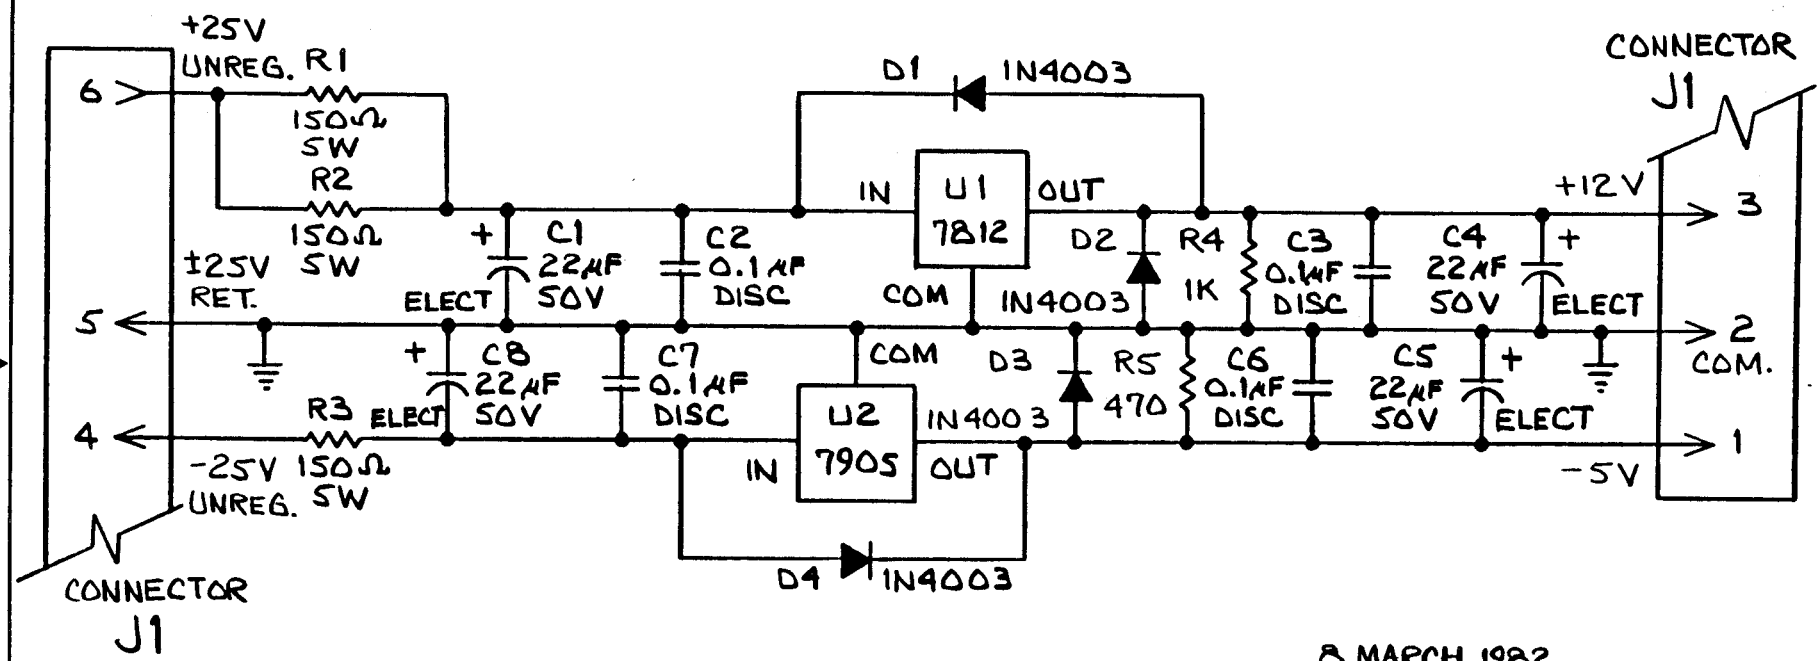 +25V
UNREG.
6
R1
150Ω
5W
R2
150Ω
5W
±25V
RET.
5
4
-25V
UNREG.
R3
150Ω
5W
CONNECTOR
J1
+
C1
22µF
50V
ELECT
C2
0.1µF
DISC
+
C8
22µF
50V
ELECT
C7
0.1µF
DISC
D1
1N4003
IN
U1
7812
OUT
COM
COM
U2
7905
IN
OUT
1N4003
D4
1N4003
D2
1N4003
R4
1K
C3
0.1µF
DISC
C4
22µF
50V
+
ELECT
D3
R5
470
C6
0.1µF
DISC
C5
22µF
50V
+
ELECT
CONNECTOR
J1
+12V
3
2
COM.
1
-5V
8 MARCH 1982